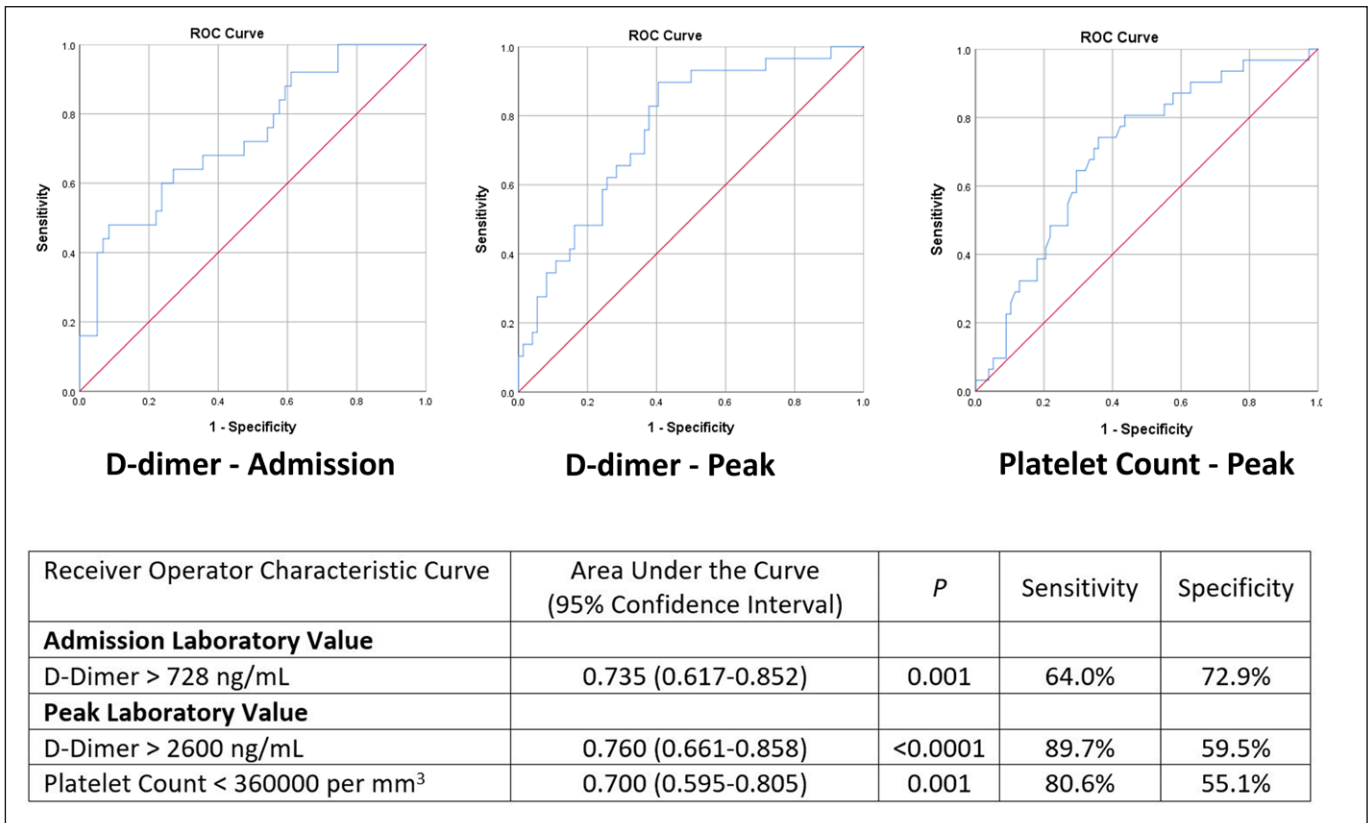 ROC Curve
1.0
0.8
0.6
0.4
0.2
0.0
Sensitivity
0.0 0.2 0.4 0.6 0.8 1.0
1 - Specificity
D-dimer - Admission
ROC Curve
1.0
0.8
0.6
0.4
0.2
0.0
Sensitivity
0.0 0.2 0.4 0.6 0.8 1.0
1 - Specificity
D-dimer - Peak
ROC Curve
1.0
0.8
0.6
0.4
0.2
0.0
Sensitivity
0.0 0.2 0.4 0.6 0.8 1.0
1 - Specificity
Platelet Count - Peak
Receiver Operator Characteristic Curve Area Under the Curve (95% Confidence Interval) P Sensitivity Specificity
Admission Laboratory Value
D-Dimer > 728 ng/mL 0.735 (0.617-0.852) 0.001 64.0% 72.9%
Peak Laboratory Value
D-Dimer > 2600 ng/mL 0.760 (0.661-0.858) <0.0001 89.7% 59.5%
Platelet Count < 360000 per mm³ 0.700 (0.595-0.805) 0.001 80.6% 55.1%